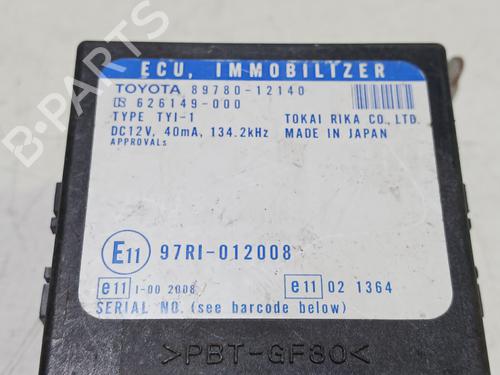 B-PARTS
ECU, IMMOBILIZER
TOYOTA 89780-12140
626149-000
TYPE TYI-1 TOKAI RIKA CO., LTD.
DC12V, 40mA, 134.2kHz MADE IN JAPAN
APPROVALs
E11 97RI-012008
e11 1-00 2008 e11 02 1364
SERIAL NO. (see barcode below)
>PBT-GF30<